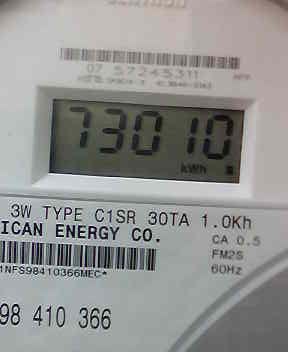 07 57245311
73010
kWh
3W TYPE C1SR 30TA 1.0Kh
ICAN ENERGY CO.
CA 0.5
FM2S
60Hz
1NFS98410366MEC*
98 410 366